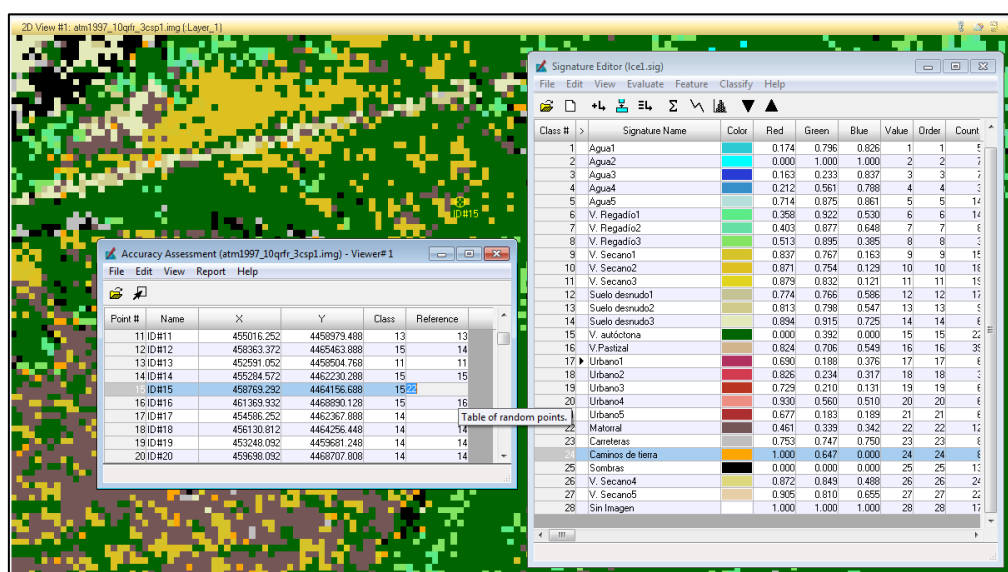 2D View #1: atm1997_10qrfr_3csp1.img (:Layer_1)
ID#15
Signature Editor (lce1.sig)
File Edit View Evaluate Feature Classify Help
Class # > Signature Name Color Red Green Blue Value Order Count
1 Agua1 0.174 0.796 0.826 1 1
2 Agua2 0.000 1.000 1.000 2 2
3 Agua3 0.163 0.233 0.837 3 3
4 Agua4 0.212 0.561 0.788 4 4
5 Agua5 0.714 0.875 0.861 5 5 14
6 V. Regadío1 0.358 0.922 0.530 6 6 14
7 V. Regadío2 0.403 0.877 0.648 7 7
8 V. Regadío3 0.513 0.895 0.385 8 8
9 V. Secano1 0.837 0.767 0.163 9 9 15
10 V. Secano2 0.871 0.754 0.129 10 10 18
11 V. Secano3 0.879 0.832 0.121 11 11 19
12 Suelo desnudo1 0.774 0.766 0.586 12 12 17
13 Suelo desnudo2 0.813 0.798 0.547 13 13
14 Suelo desnudo3 0.894 0.915 0.725 14 14
15 V. autóctona 0.000 0.392 0.000 15 15 22
16 V.Pastizal 0.824 0.706 0.549 16 16 39
17 Urbano1 0.690 0.188 0.376 17 17
18 Urbano2 0.826 0.234 0.317 18 18
19 Urbano3 0.729 0.210 0.131 19 19
20 Urbano4 0.930 0.560 0.510 20 20
21 Urbano5 0.677 0.183 0.189 21 21
22 Matorral 0.461 0.339 0.342 22 22 12
23 Carreteras 0.753 0.747 0.750 23 23
24 Caminos de tierra 1.000 0.647 0.000 24 24
25 Sombras 0.000 0.000 0.000 25 25 13
26 V. Secano4 0.872 0.849 0.488 26 26 24
27 V. Secano5 0.905 0.810 0.655 27 27 22
28 Sin Imagen 1.000 1.000 1.000 28 28 17
Accuracy Assessment (atm1997_10qrfr_3csp1.img) - Viewer# 1
File Edit View Report Help
Point # Name X Y Class Reference
11 ID#11 455016.252 4458979.488 13 13
12 ID#12 458363.372 4465463.888 15 14
13 ID#13 452591.052 4458504.768 11 11
14 ID#14 455284.572 4462230.288 15 15
15 ID#15 458769.292 4464156.688 15 22
16 ID#16 461369.932 4468890.128 15 16
17 ID#17 454586.252 4462367.888 14
18 ID#18 456130.812 4464256.448 14 14
19 ID#19 453248.092 4459681.248 14 14
20 ID#20 459698.092 4468707.808 14 14
Table of random points.